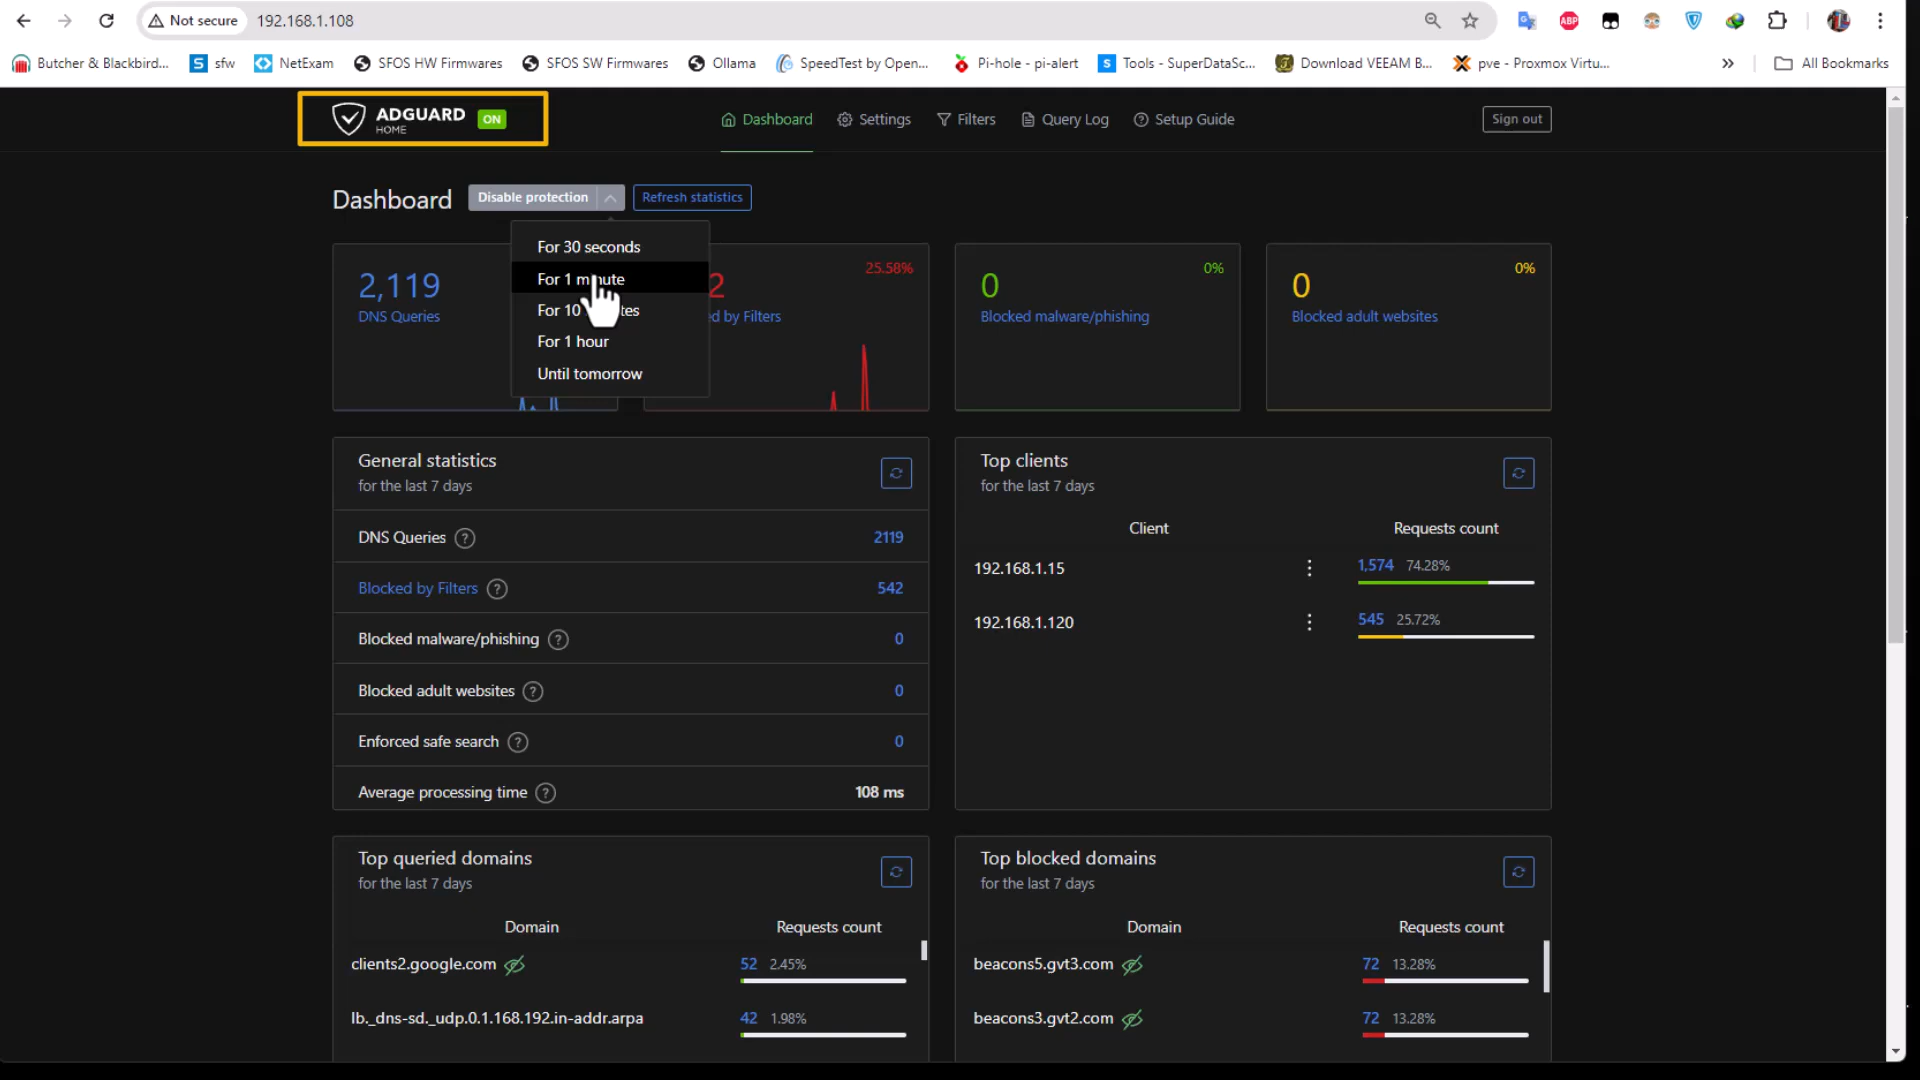 Not secure 192.168.1.108
Butcher & Blackbird... sfw NetExam SFOS HW Firmwares SFOS SW Firmwares Ollama SpeedTest by Open... Pi-hole - pi-alert Tools - SuperDataSc... Download VEEAM B... pve - Proxmox Virtu... All Bookmarks
ABP
ADGUARD ON
HOME
Dashboard Settings Filters Query Log Setup Guide Sign out
Dashboard Disable protection Refresh statistics
For 30 seconds
For 1 minute
For 10
For 1 hour
Until tomorrow
2,119
DNS Queries
2 25.58%
d by Filters
0 0%
Blocked malware/phishing
0 0%
Blocked adult websites
General statistics
for the last 7 days
DNS Queries ? 2119
Blocked by Filters ? 542
Blocked malware/phishing ? 0
Blocked adult websites ? 0
Enforced safe search ? 0
Average processing time ? 108 ms
Top clients
for the last 7 days
Client Requests count
192.168.1.15 1,574 74.28%
192.168.1.120 545 25.72%
Top queried domains
for the last 7 days
Domain Requests count
clients2.google.com 52 2.45%
lb._dns-sd._udp.0.1.168.192.in-addr.arpa 42 1.98%
Top blocked domains
for the last 7 days
Domain Requests count
beacons5.gvt3.com 72 13.28%
beacons3.gvt2.com 72 13.28%